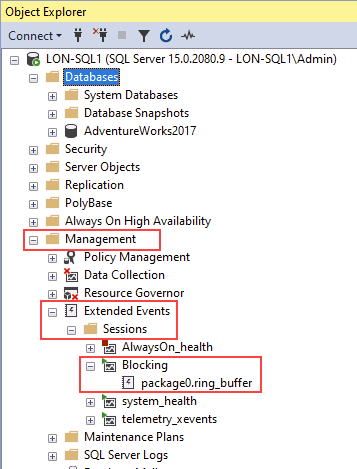 Object Explorer
Connect
LON-SQL1 (SQL Server 15.0.2080.9 - LON-SQL1\Admin)
Databases
System Databases
Database Snapshots
AdventureWorks2017
Security
Server Objects
Replication
PolyBase
Always On High Availability
Management
Policy Management
Data Collection
Resource Governor
Extended Events
Sessions
AlwaysOn_health
Blocking
package0.ring_buffer
system_health
telemetry_xevents
Maintenance Plans
SQL Server Logs